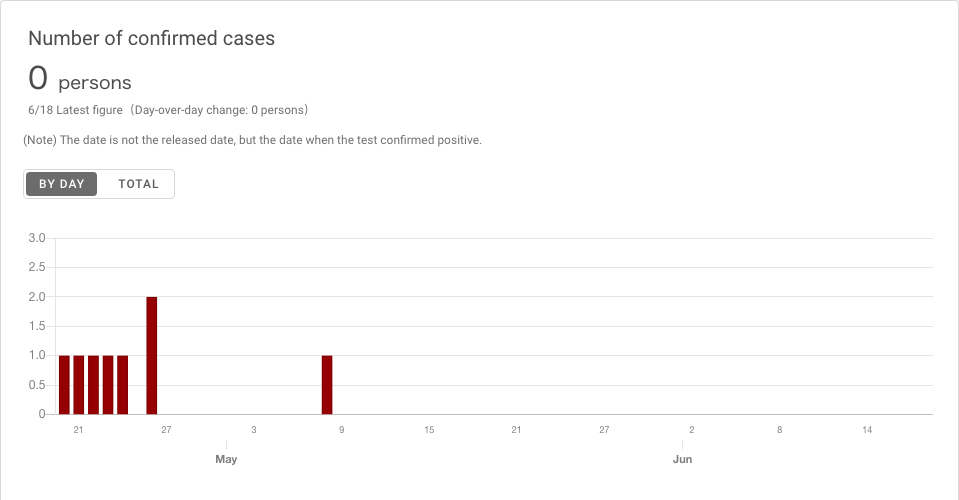 Number of confirmed cases
0 persons
6/18 Latest figure（Day-over-day change: 0 persons）
(Note) The date is not the released date, but the date when the test confirmed positive.
BY DAY TOTAL
3.0
2.5
2.0
1.5
1.0
0.5
0
21 27 3 9 15 21 27 2 8 14
May Jun